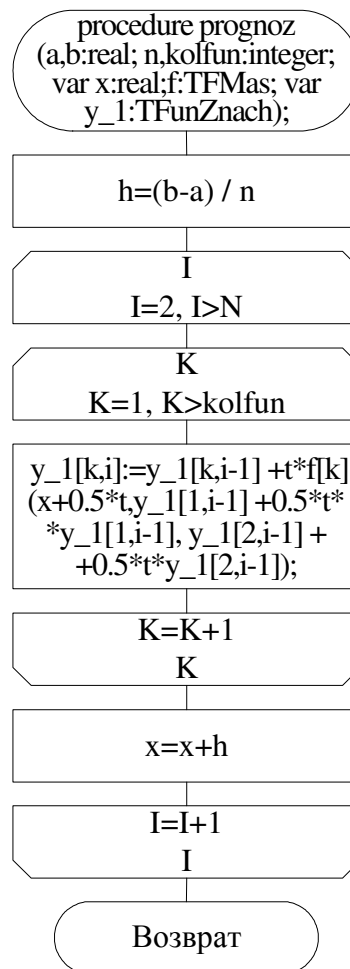 procedure prognoz
(a,b:real; n,kolfun:integer;
var x:real;f:TFMas; var
y_1:TFunZnach);
h=(b-a) / n
I
I=2, I>N
K
K=1, K>kolfun
y_1[k,i]:=y_1[k,i-1] +t*f[k]
(x+0.5*t,y_1[1,i-1] +0.5*t*
*y_1[1,i-1], y_1[2,i-1] +
+0.5*t*y_1[2,i-1]);
K=K+1
K
x=x+h
I=I+1
I
Возврат